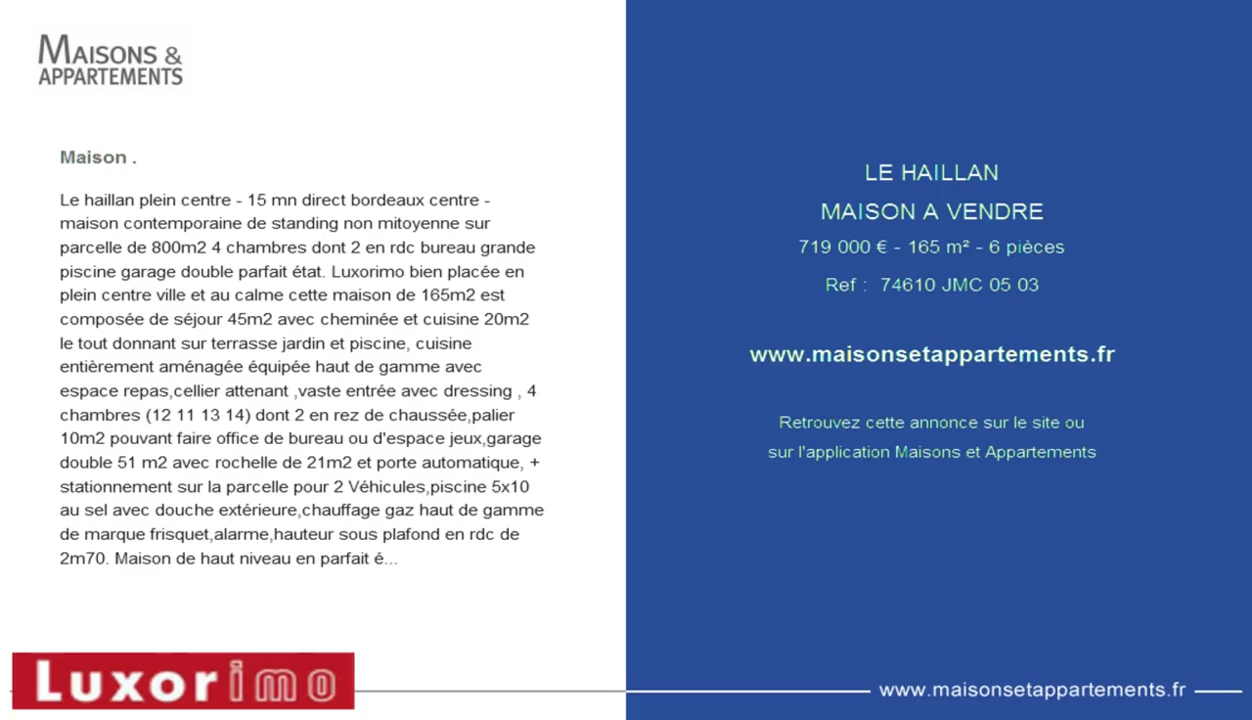 MAISONS &
APPARTEMENTS
Maison .
Le haillan plein centre - 15 mn direct bordeaux centre -
maison contemporaine de standing non mitoyenne sur
parcelle de 800m2 4 chambres dont 2 en rdc bureau grande
piscine garage double parfait état. Luxorimo bien placée en
plein centre ville et au calme cette maison de 165m2 est
composée de séjour 45m2 avec cheminée et cuisine 20m2
le tout donnant sur terrasse jardin et piscine, cuisine
entièrement aménagée équipée haut de gamme avec
espace repas,cellier attenant ,vaste entrée avec dressing , 4
chambres (12 11 13 14) dont 2 en rez de chaussée,palier
10m2 pouvant faire office de bureau ou d'espace jeux,garage
double 51 m2 avec rochelle de 21m2 et porte automatique, +
stationnement sur la parcelle pour 2 Véhicules,piscine 5x10
au sel avec douche extérieure,chauffage gaz haut de gamme
de marque frisquet,alarme,hauteur sous plafond en rdc de
2m70. Maison de haut niveau en parfait é...
Luxorimo
LE HAILLAN
MAISON A VENDRE
719 000 € - 165 m² - 6 pièces
Ref : 74610 JMC 05 03
www.maisonsetappartements.fr
Retrouvez cette annonce sur le site ou
sur l'application Maisons et Appartements
www.maisonsetappartements.fr